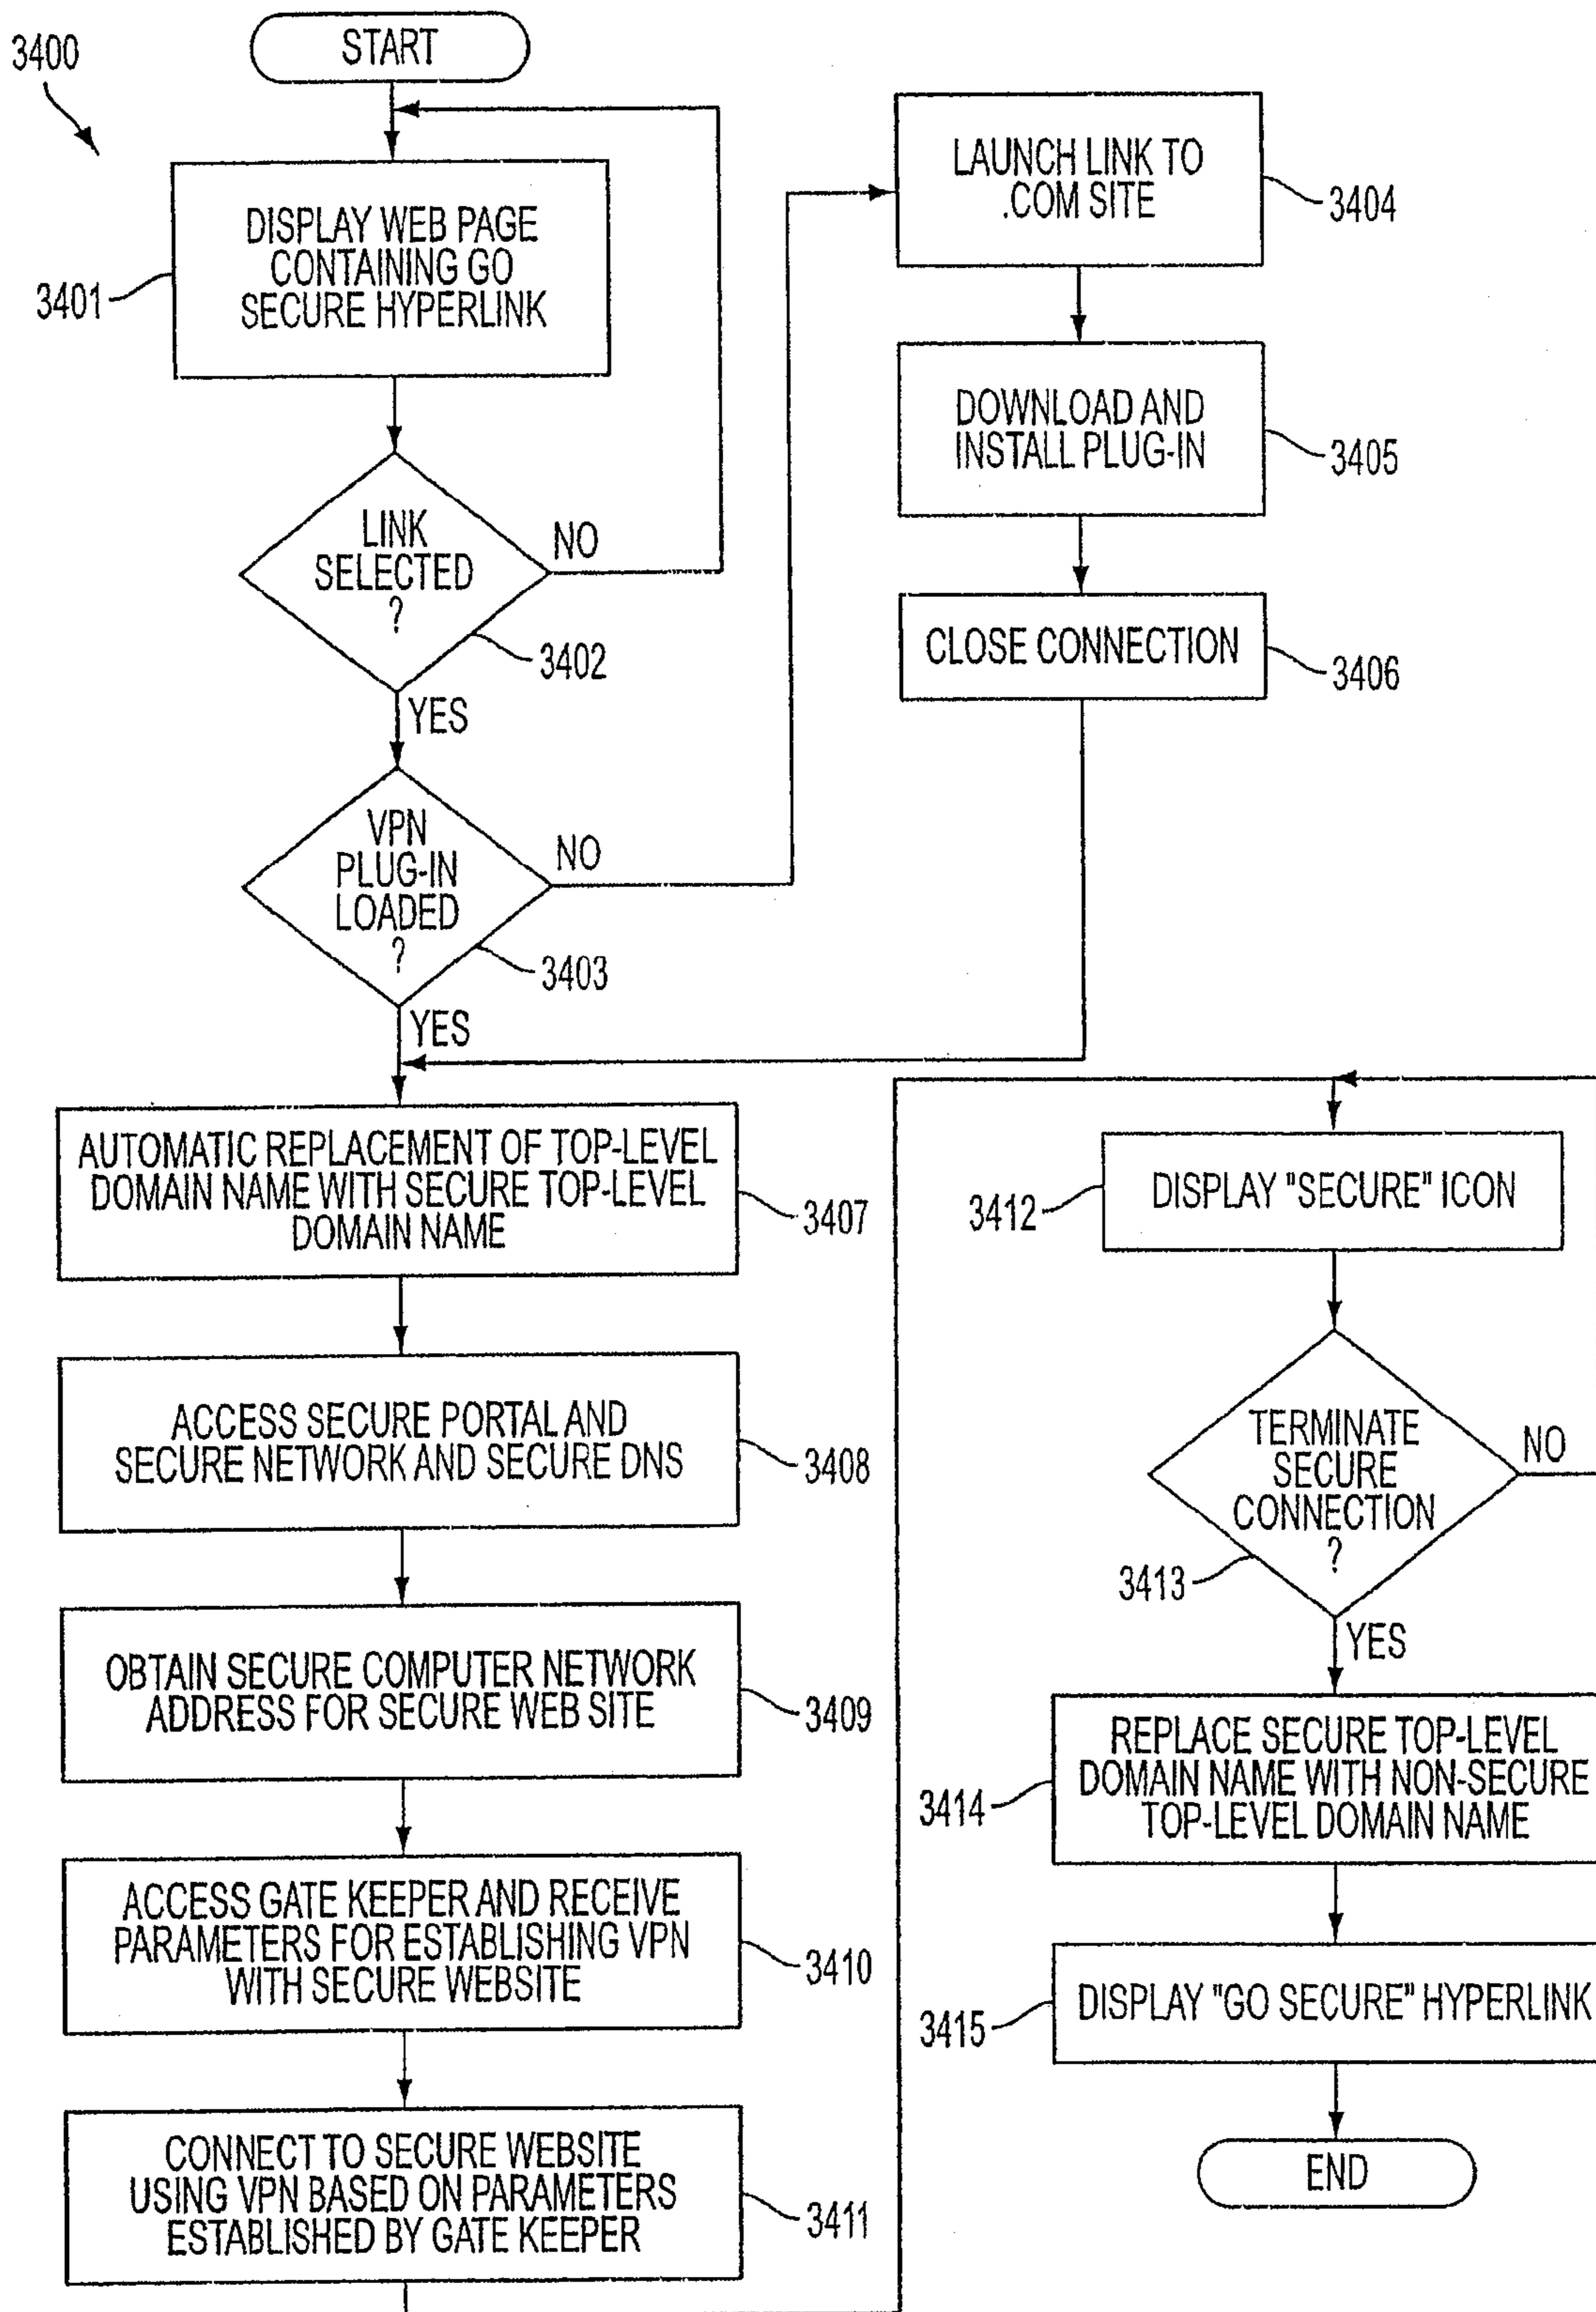 3400
START
DISPLAY WEB PAGE
CONTAINING GO
SECURE HYPERLINK
3401
LINK
SELECTED
?
NO
3402
YES
VPN
PLUG-IN
LOADED
?
NO
3403
YES
LAUNCH LINK TO
.COM SITE
3404
DOWNLOAD AND
INSTALL PLUG-IN
3405
CLOSE CONNECTION
3406
AUTOMATIC REPLACEMENT OF TOP-LEVEL
DOMAIN NAME WITH SECURE TOP-LEVEL
DOMAIN NAME
3407
ACCESS SECURE PORTAL AND
SECURE NETWORK AND SECURE DNS
3408
OBTAIN SECURE COMPUTER NETWORK
ADDRESS FOR SECURE WEB SITE
3409
ACCESS GATE KEEPER AND RECEIVE
PARAMETERS FOR ESTABLISHING VPN
WITH SECURE WEBSITE
3410
CONNECT TO SECURE WEBSITE
USING VPN BASED ON PARAMETERS
ESTABLISHED BY GATE KEEPER
3411
DISPLAY "SECURE" ICON
3412
TERMINATE
SECURE
CONNECTION
?
NO
3413
YES
REPLACE SECURE TOP-LEVEL
DOMAIN NAME WITH NON-SECURE
TOP-LEVEL DOMAIN NAME
3414
DISPLAY "GO SECURE" HYPERLINK
3415
END